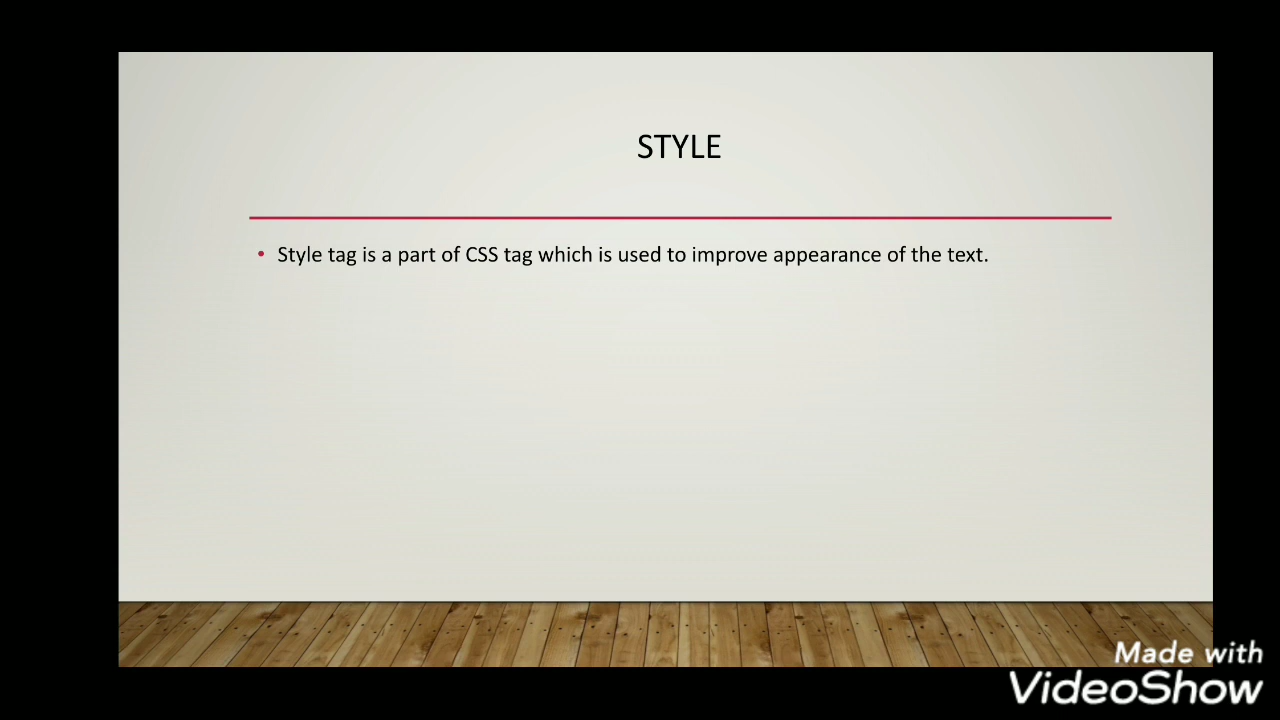 STYLE
• Style tag is a part of CSS tag which is used to improve appearance of the text.
Made with
VideoShow